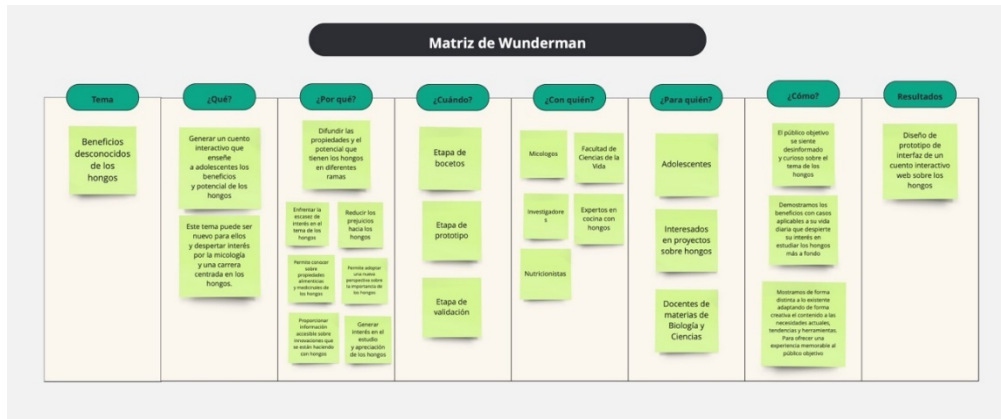 Matriz de Wunderman
Tema
Beneficios
desconocidos
de los
hongos
¿Qué?
Generar un cuento
interactivo que
enseñe
a adolescentes los
beneficios
y potencial de los
hongos
Este tema puede ser
nuevo para ellos
y despertar interés
por la micología
y una carrera
centrada en los
hongos.
¿Por qué?
Difundir las
propiedades y el
potencial que
tienen los hongos
en diferentes
ramas
Enfrentar la
escases de
interés en el
tema de los
hongos
Reducir los
prejuicios
hacia los
hongos
Permite conocer
sobre
propiedades
alimenticias
y medicinales de
los hongos
Permite adoptar
una nueva
perspectiva sobre
la importancia de
los hongos
Proporcionar
información
accesible sobre
innovaciones que
se están haciendo
con hongos
Generar
interés en el
estudio
y apreciación
de los hongos
¿Cuándo?
Etapa de
bocetos
Etapa de
prototipo
Etapa de
validación
¿Con quién?
Micologos
Facultad de
Ciencias de la
Vida
Investigadore
s
Expertos en
cocina con
hongos
Nutricionistas
¿Para quién?
Adolescentes
Interesados
en proyectos
sobre hongos
Docentes de
materias de
Biología y
Ciencias
¿Cómo?
El público objetivo
se siente
desinformado
y curioso sobre el
tema de los
hongos
Demostramos los
beneficios con casos
aplicables a su vida
diaria que despierte
su interés en
estudiar los hongos
más a fondo
Mostramos de forma
distinta a lo existente
adaptando de forma
creativa el contenido a las
necesidades actuales,
tendencias y herramientas.
Para ofrecer una
experiencia memorable al
público objetivo
Resultados
Diseño de
prototipo de
interfaz de un
cuento interactivo
web sobre los
hongos